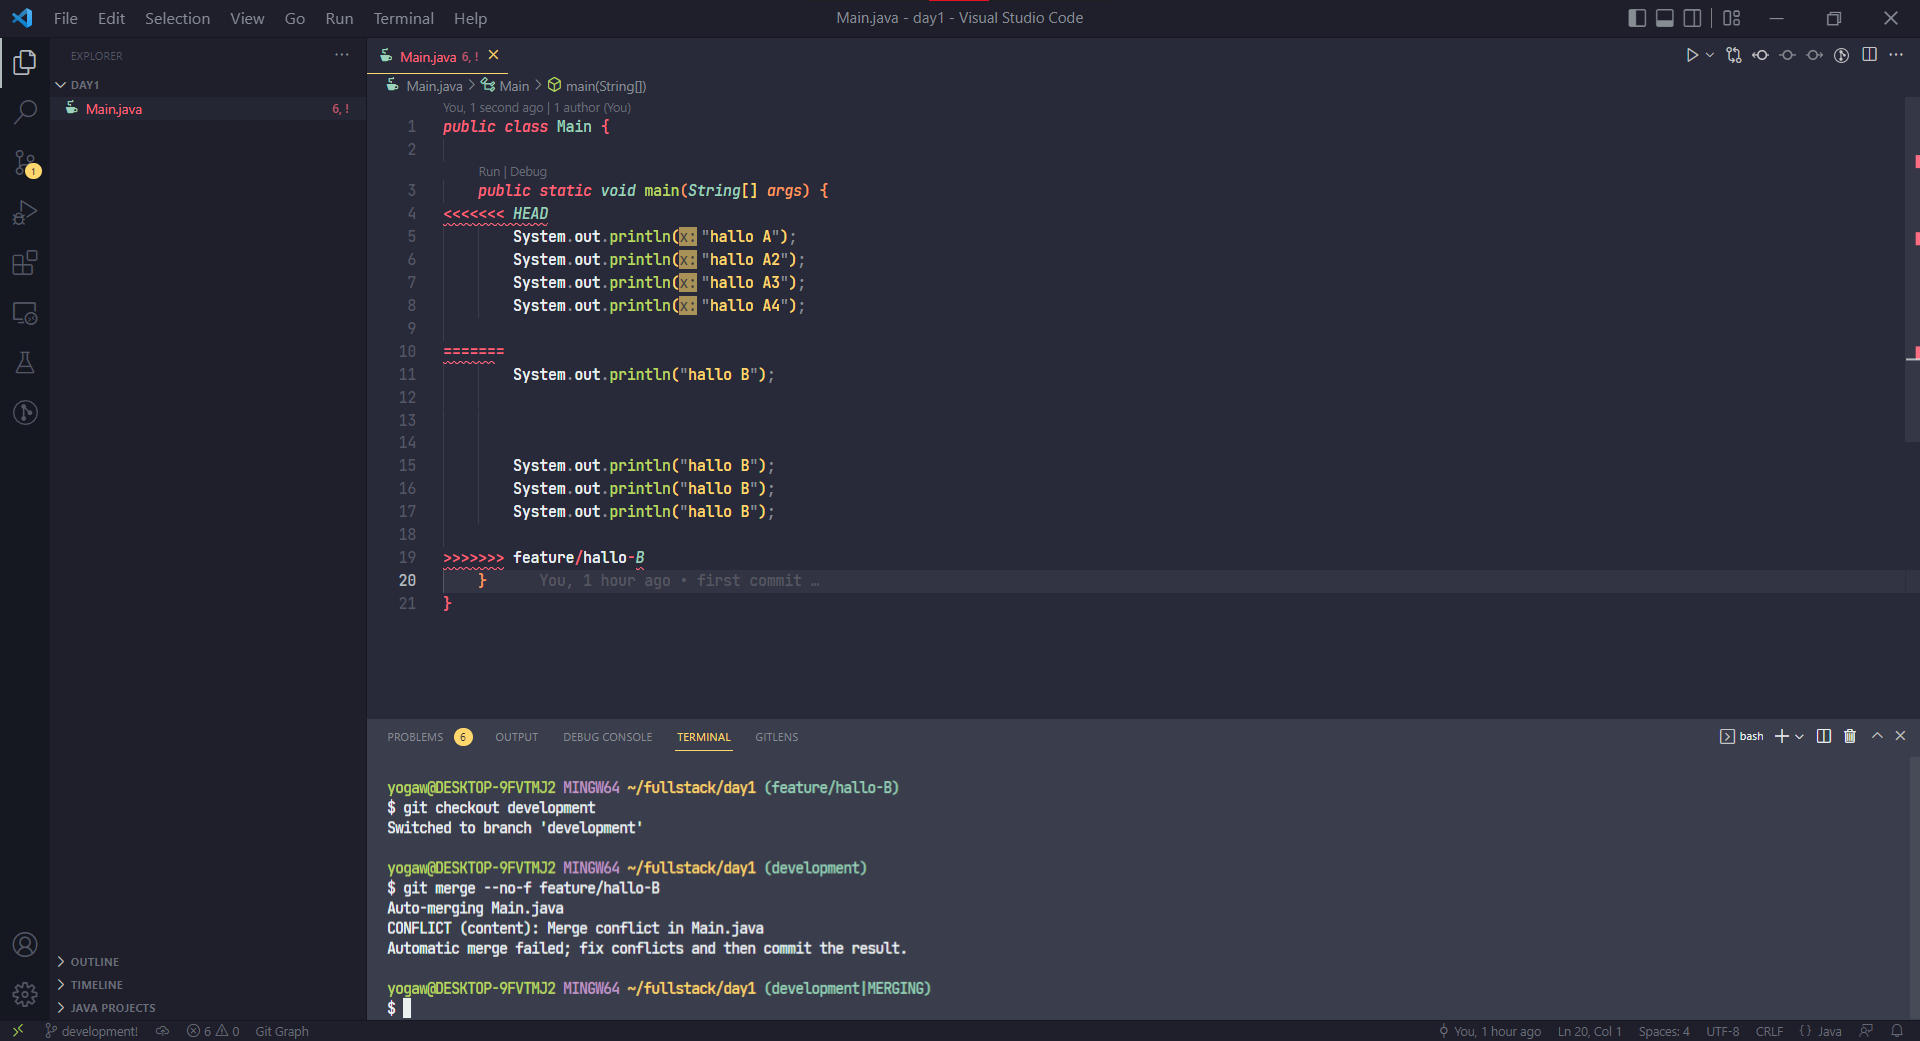 File Edit Selection View Go Run Terminal Help
Main.java - day1 - Visual Studio Code
EXPLORER
DAY1
Main.java 6, !
1
OUTLINE
TIMELINE
JAVA PROJECTS
Main.java 6, !
Main.java > Main > main(String[])
You, 1 second ago | 1 author (You)
1 public class Main {
2
Run | Debug
3 public static void main(String[] args) {
4 <<<<<<< HEAD
5 System.out.println(x: "hallo A");
6 System.out.println(x: "hallo A2");
7 System.out.println(x: "hallo A3");
8 System.out.println(x: "hallo A4");
9
10 =======
11 System.out.println("hallo B");
12
13
14
15 System.out.println("hallo B");
16 System.out.println("hallo B");
17 System.out.println("hallo B");
18
19 >>>>>>> feature/hallo-B
20 } You, 1 hour ago • first commit …
21 }
PROBLEMS 6 OUTPUT DEBUG CONSOLE TERMINAL GITLENS
bash
yogaw@DESKTOP-9FVTMJ2 MINGW64 ~/fullstack/day1 (feature/hallo-B)
$ git checkout development
Switched to branch 'development'
yogaw@DESKTOP-9FVTMJ2 MINGW64 ~/fullstack/day1 (development)
$ git merge --no-f feature/hallo-B
Auto-merging Main.java
CONFLICT (content): Merge conflict in Main.java
Automatic merge failed; fix conflicts and then commit the result.
yogaw@DESKTOP-9FVTMJ2 MINGW64 ~/fullstack/day1 (development|MERGING)
$
development! 6 0 Git Graph
You, 1 hour ago Ln 20, Col 1 Spaces: 4 UTF-8 CRLF {} Java